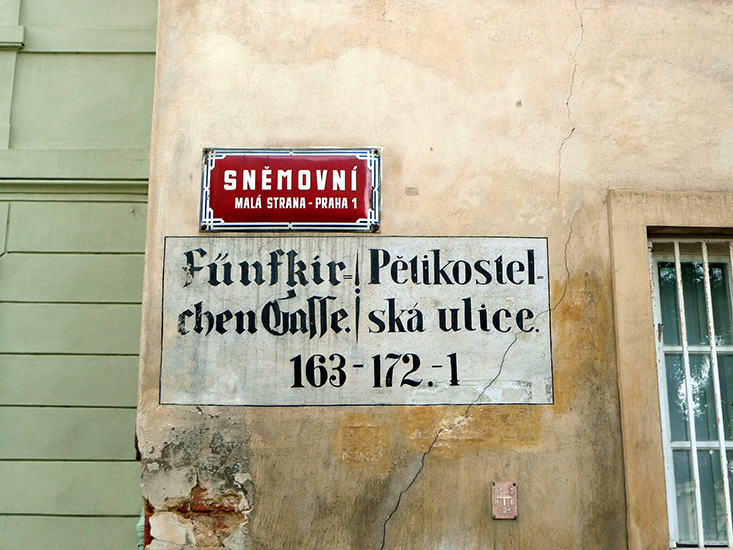 SNĚMOVNÍ
MALÁ STRANA - PRAHA 1
Fűnfkir=
chen Gasse.
Pětikostel-
ská ulice.
163-172.-1